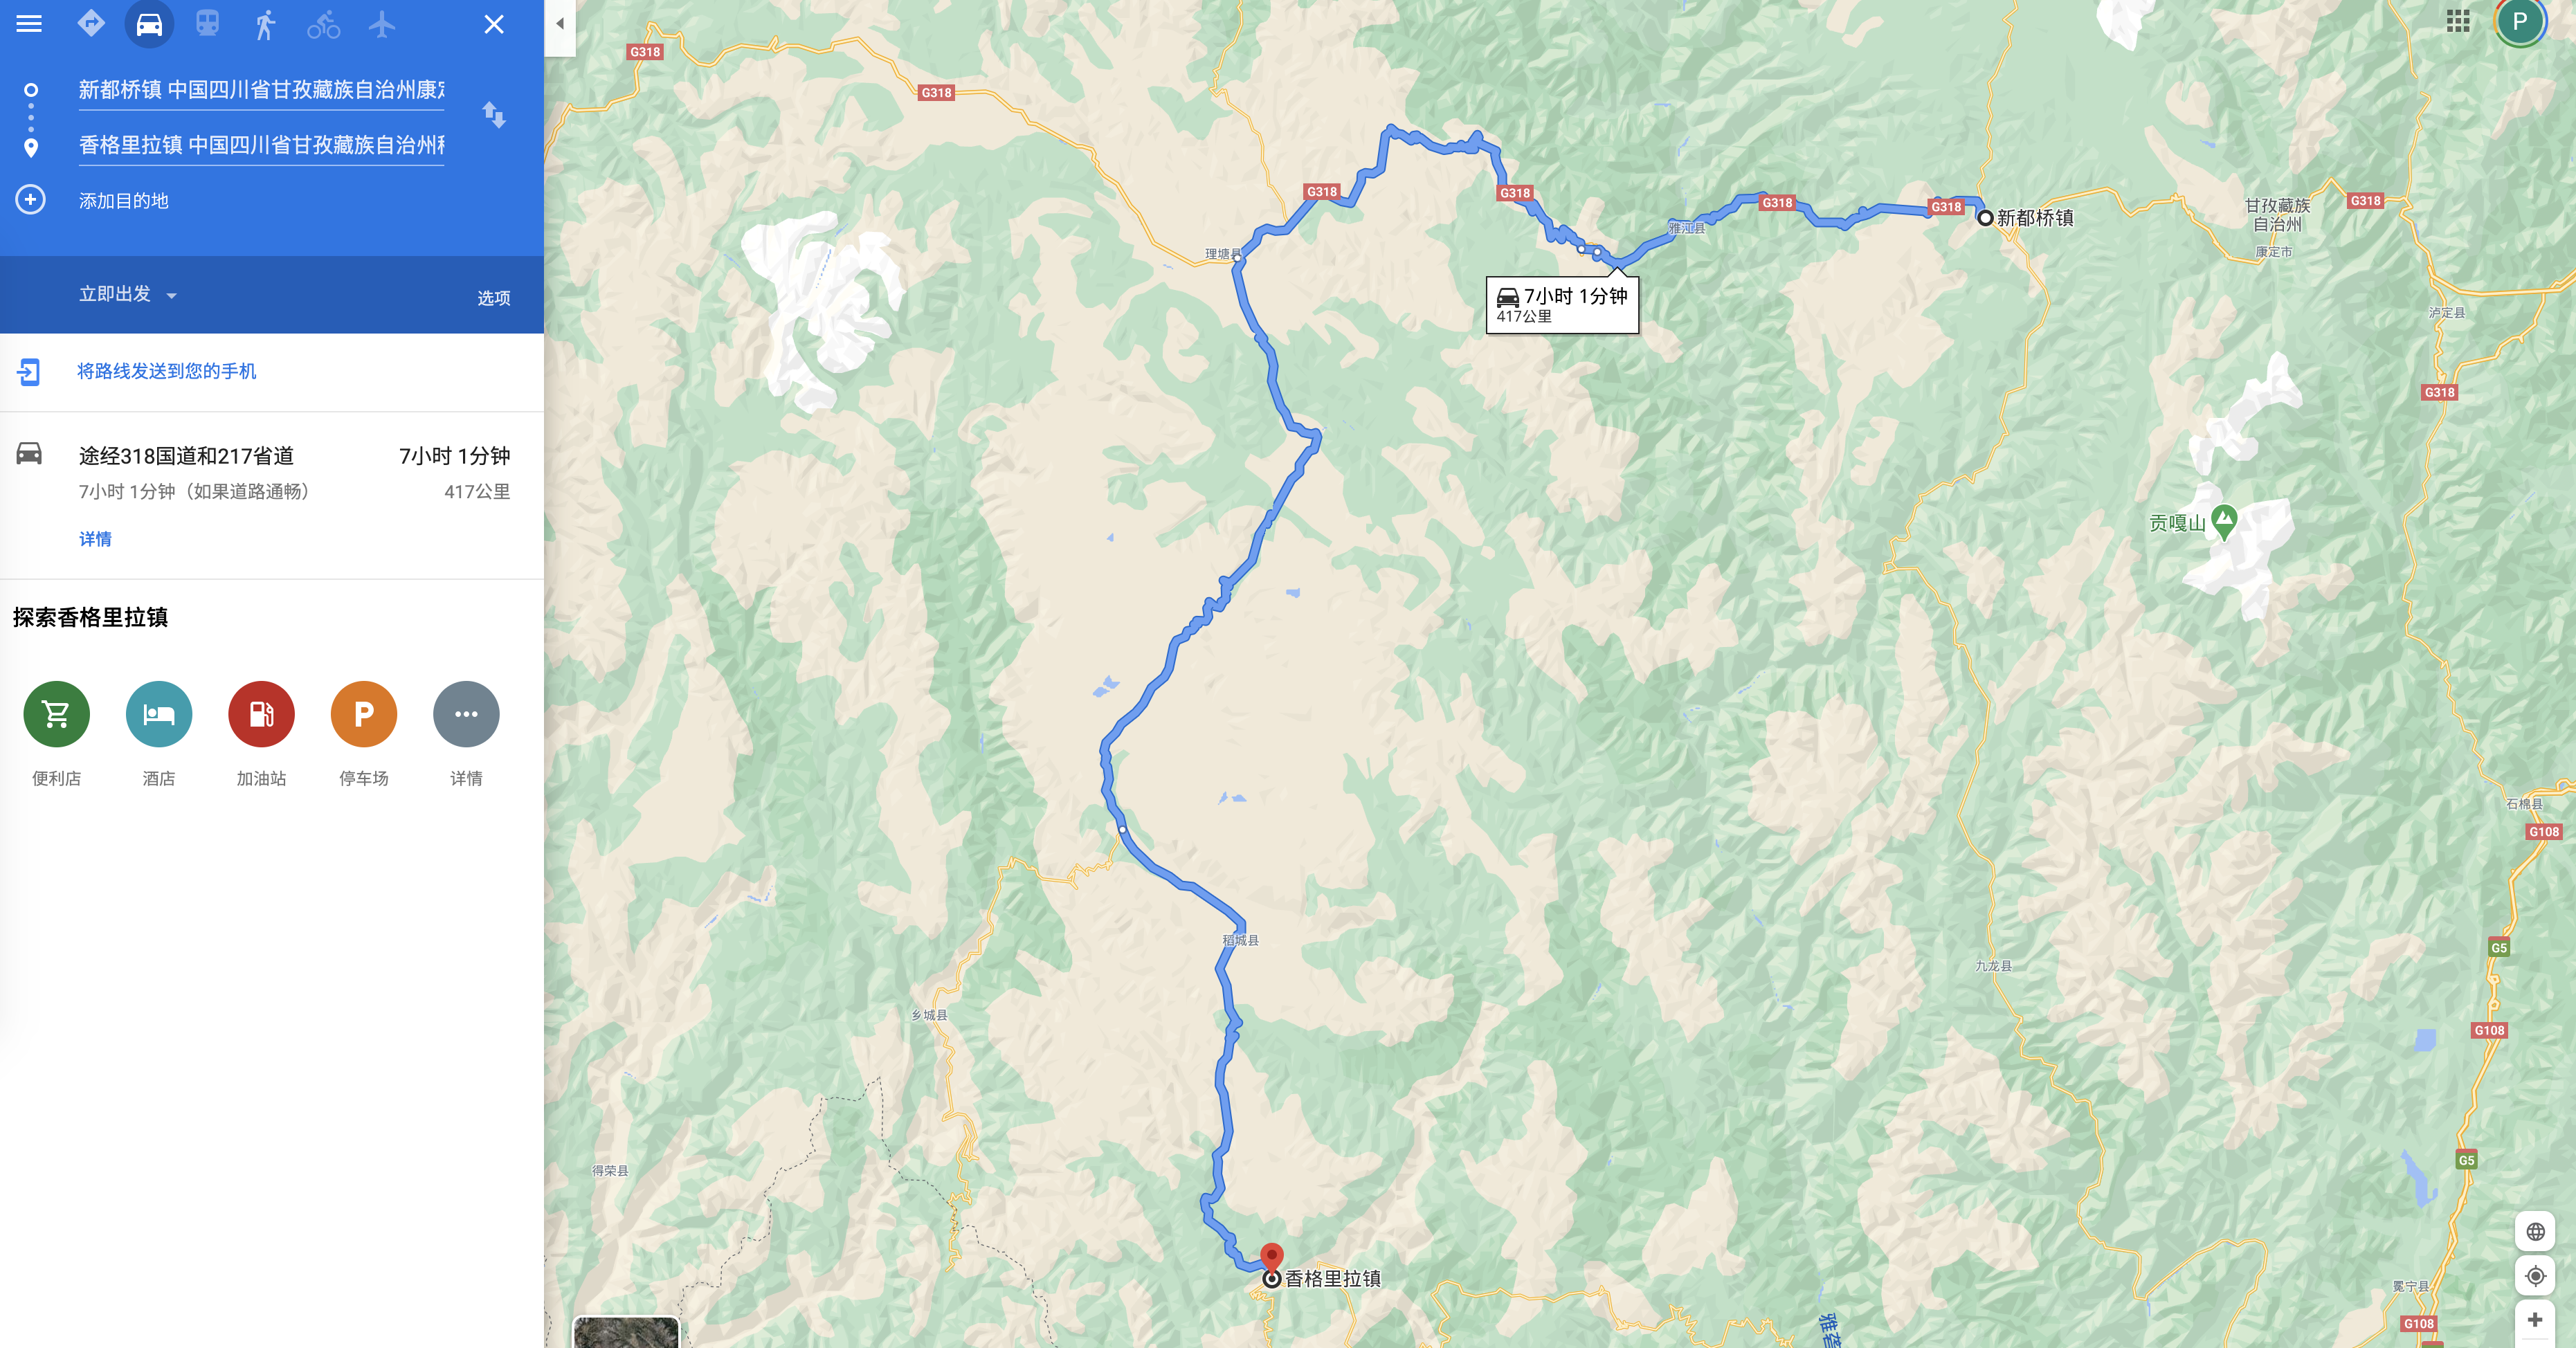 新都桥镇 中国四川省甘孜藏族自治州康定
香格里拉镇 中国四川省甘孜藏族自治州
添加目的地
立即出发
选项
将路线发送到您的手机
途经318国道和217省道
7小时 1分钟
7小时 1分钟（如果道路通畅）
417公里
详情
探索香格里拉镇
P
便利店
酒店
加油站
停车场
详情
P
G318
G318
G318
G318
G318
G318
新都桥镇
甘孜藏族
自治州
G318
康定市
雅江县
理塘县
7小时 1分钟
417公里
泸定县
G318
贡嘎山
石棉县
G108
稻城县
G5
九龙县
乡城县
G108
得荣县
G5
香格里拉镇
冕宁县
G108